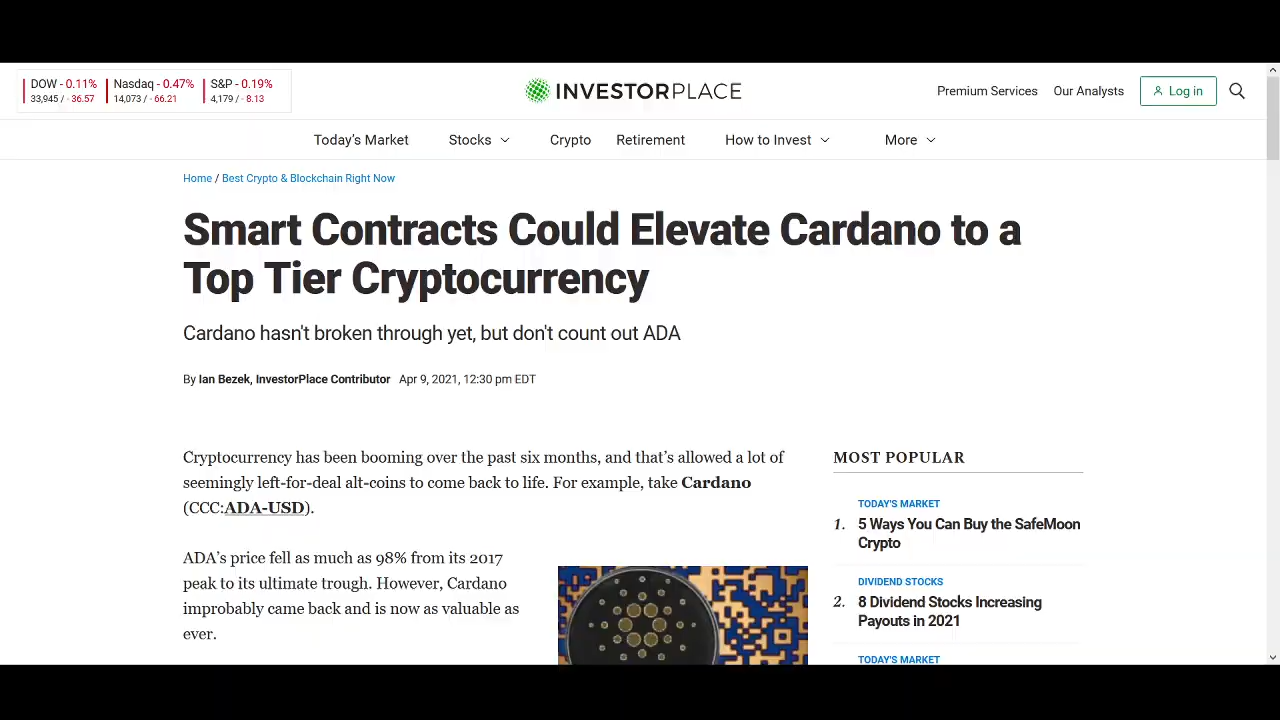 DOW - 0.11% Nasdaq - 0.47% S&P - 0.19%
33,945 / - 36.57 14,073 / - 66.21 4,179 / - 8.13
INVESTORPLACE
Premium Services Our Analysts Log in
Today's Market Stocks Crypto Retirement How to Invest More
Home / Best Crypto & Blockchain Right Now
Smart Contracts Could Elevate Cardano to a
Top Tier Cryptocurrency
Cardano hasn't broken through yet, but don't count out ADA
By Ian Bezek, InvestorPlace Contributor Apr 9, 2021, 12:30 pm EDT
Cryptocurrency has been booming over the past six months, and that's allowed a lot of
seemingly left-for-deal alt-coins to come back to life. For example, take Cardano
(CCC:ADA-USD).
ADA's price fell as much as 98% from its 2017
peak to its ultimate trough. However, Cardano
improbably came back and is now as valuable as
ever.
MOST POPULAR
TODAY'S MARKET
1. 5 Ways You Can Buy the SafeMoon
Crypto
DIVIDEND STOCKS
2. 8 Dividend Stocks Increasing
Payouts in 2021
TODAY'S MARKET